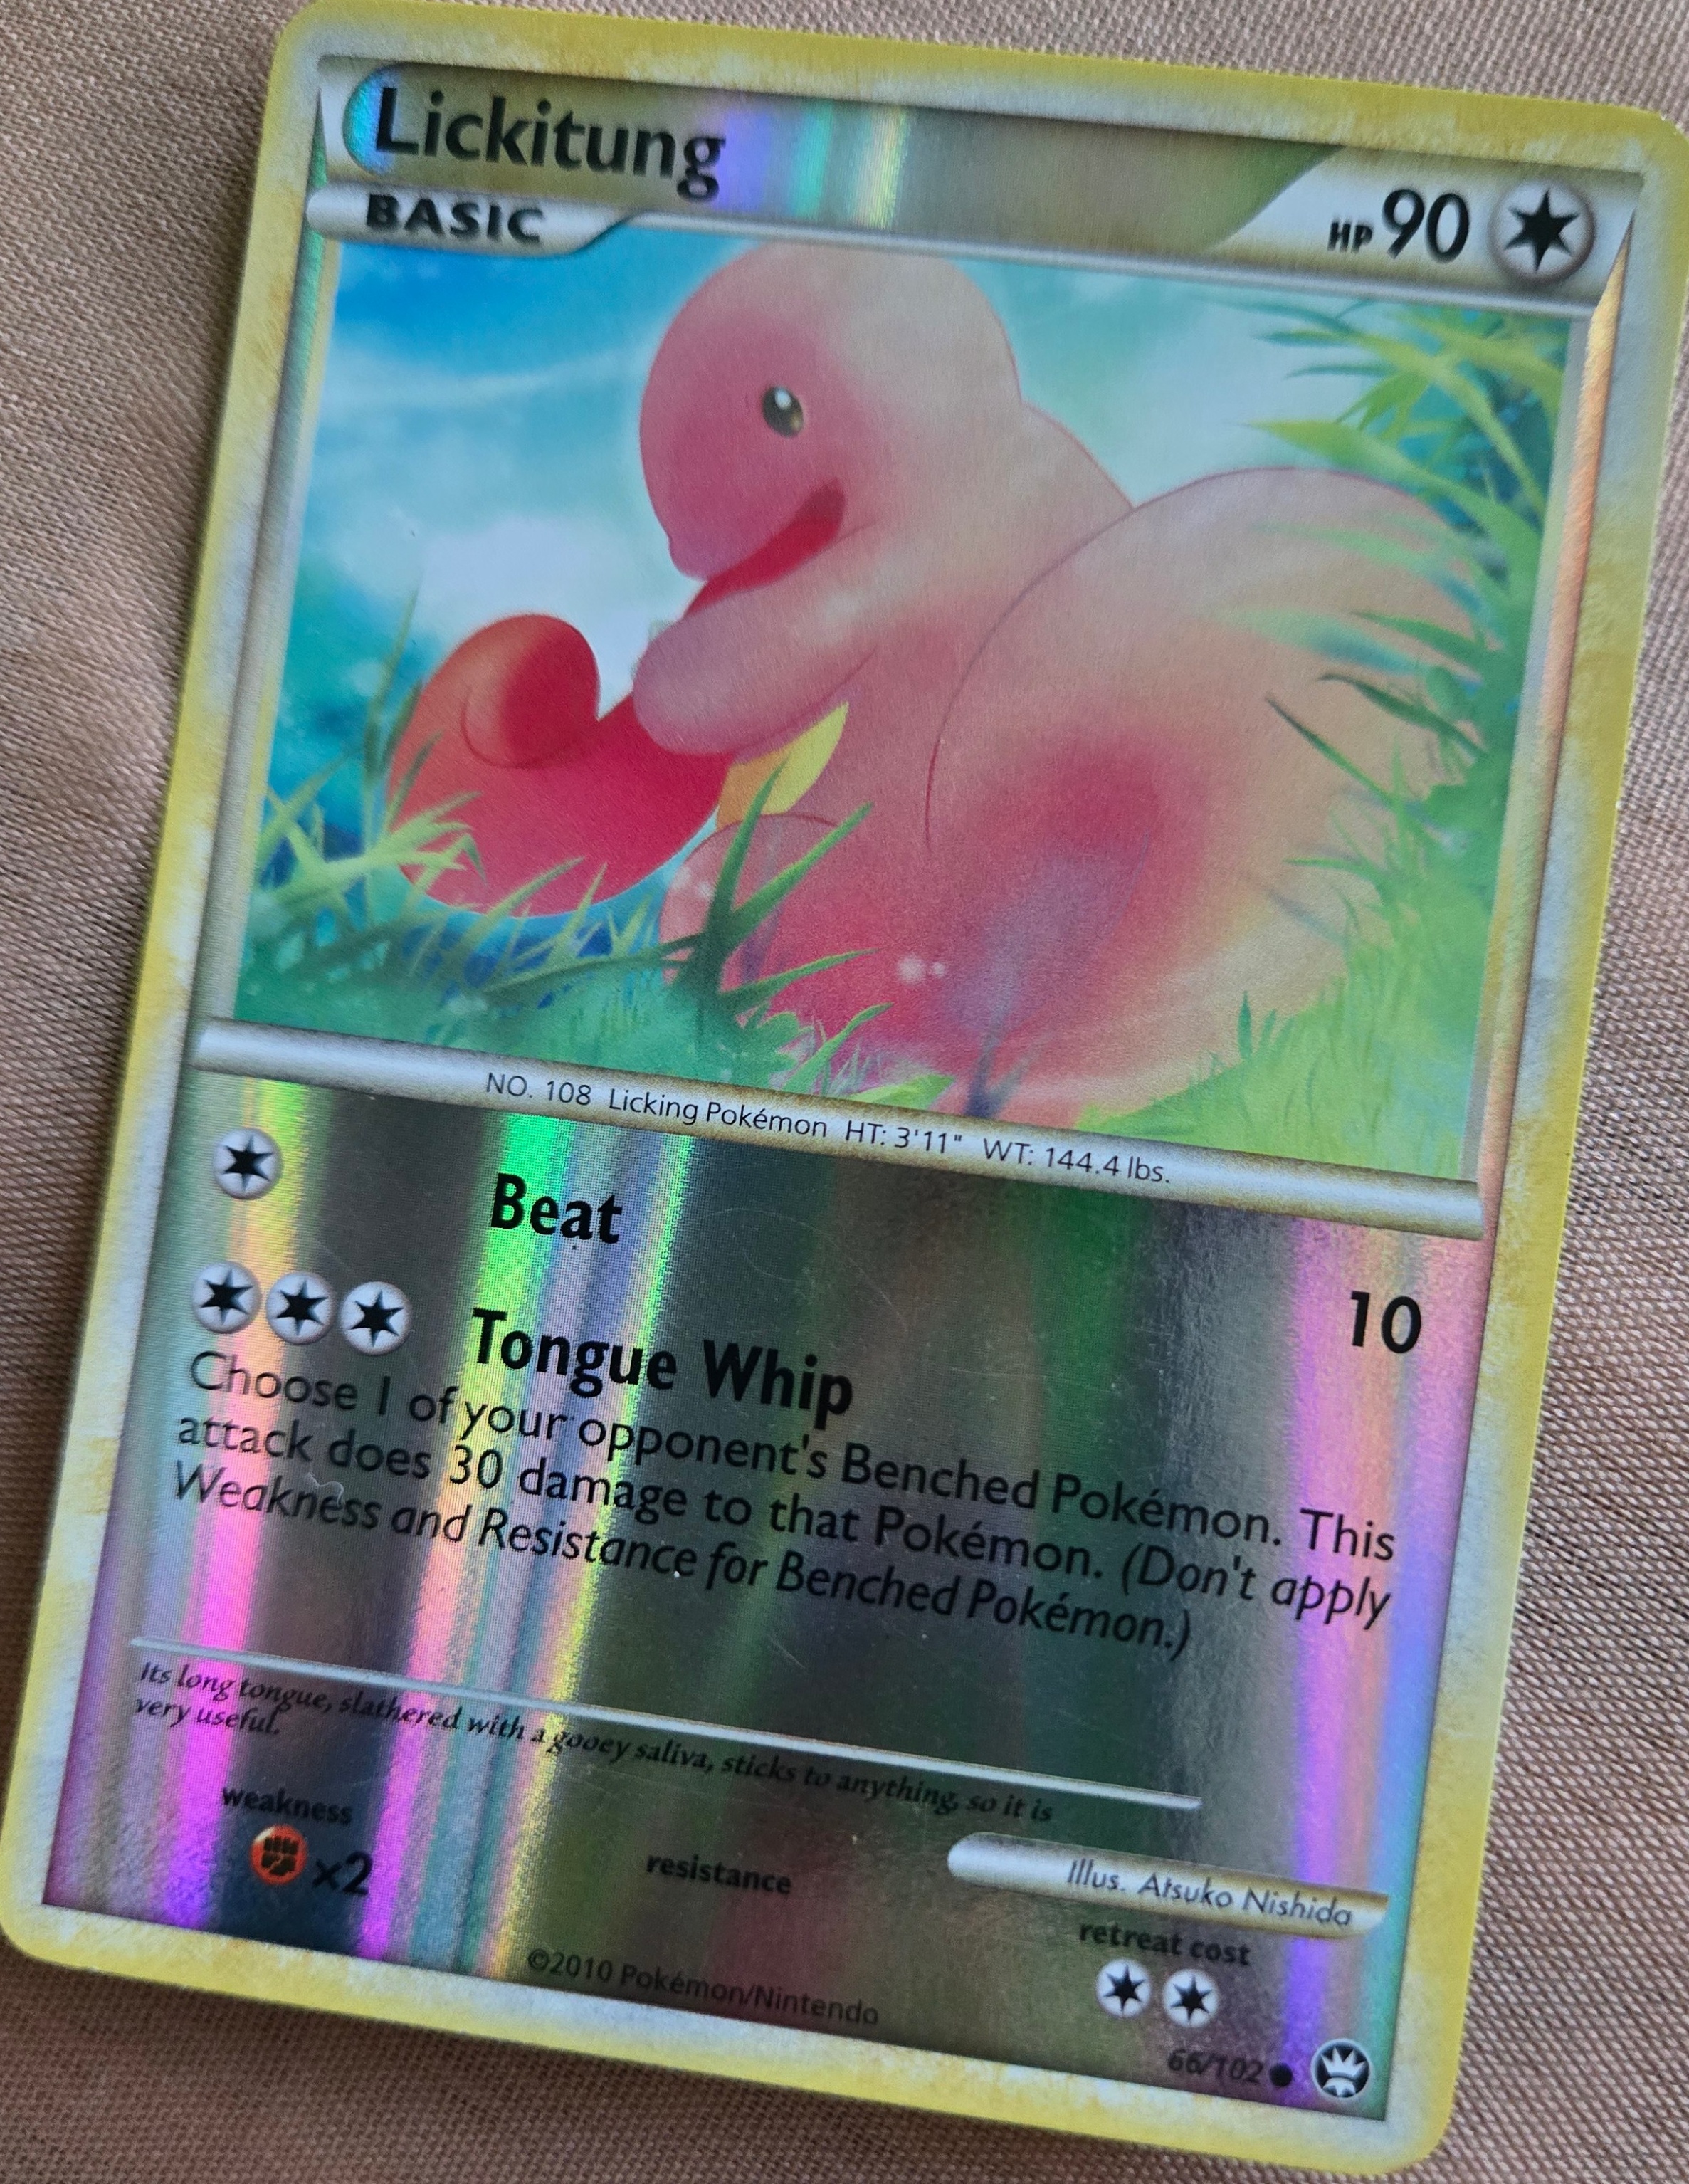 Lickitung
BASIC
HP 90
NO. 108 Licking Pokémon HT: 3'11" WT: 144.4 lbs.
Beat
10
Tongue Whip
Choose 1 of your opponent's Benched Pokémon. This
attack does 30 damage to that Pokémon. (Don't apply
Weakness and Resistance for Benched Pokémon.)
Its long tongue, slathered with a gooey saliva, sticks to anything, so it is
very useful.
weakness
x2
resistance
Illus. Atsuko Nishida
retreat cost
©2010 Pokémon/Nintendo
66/102